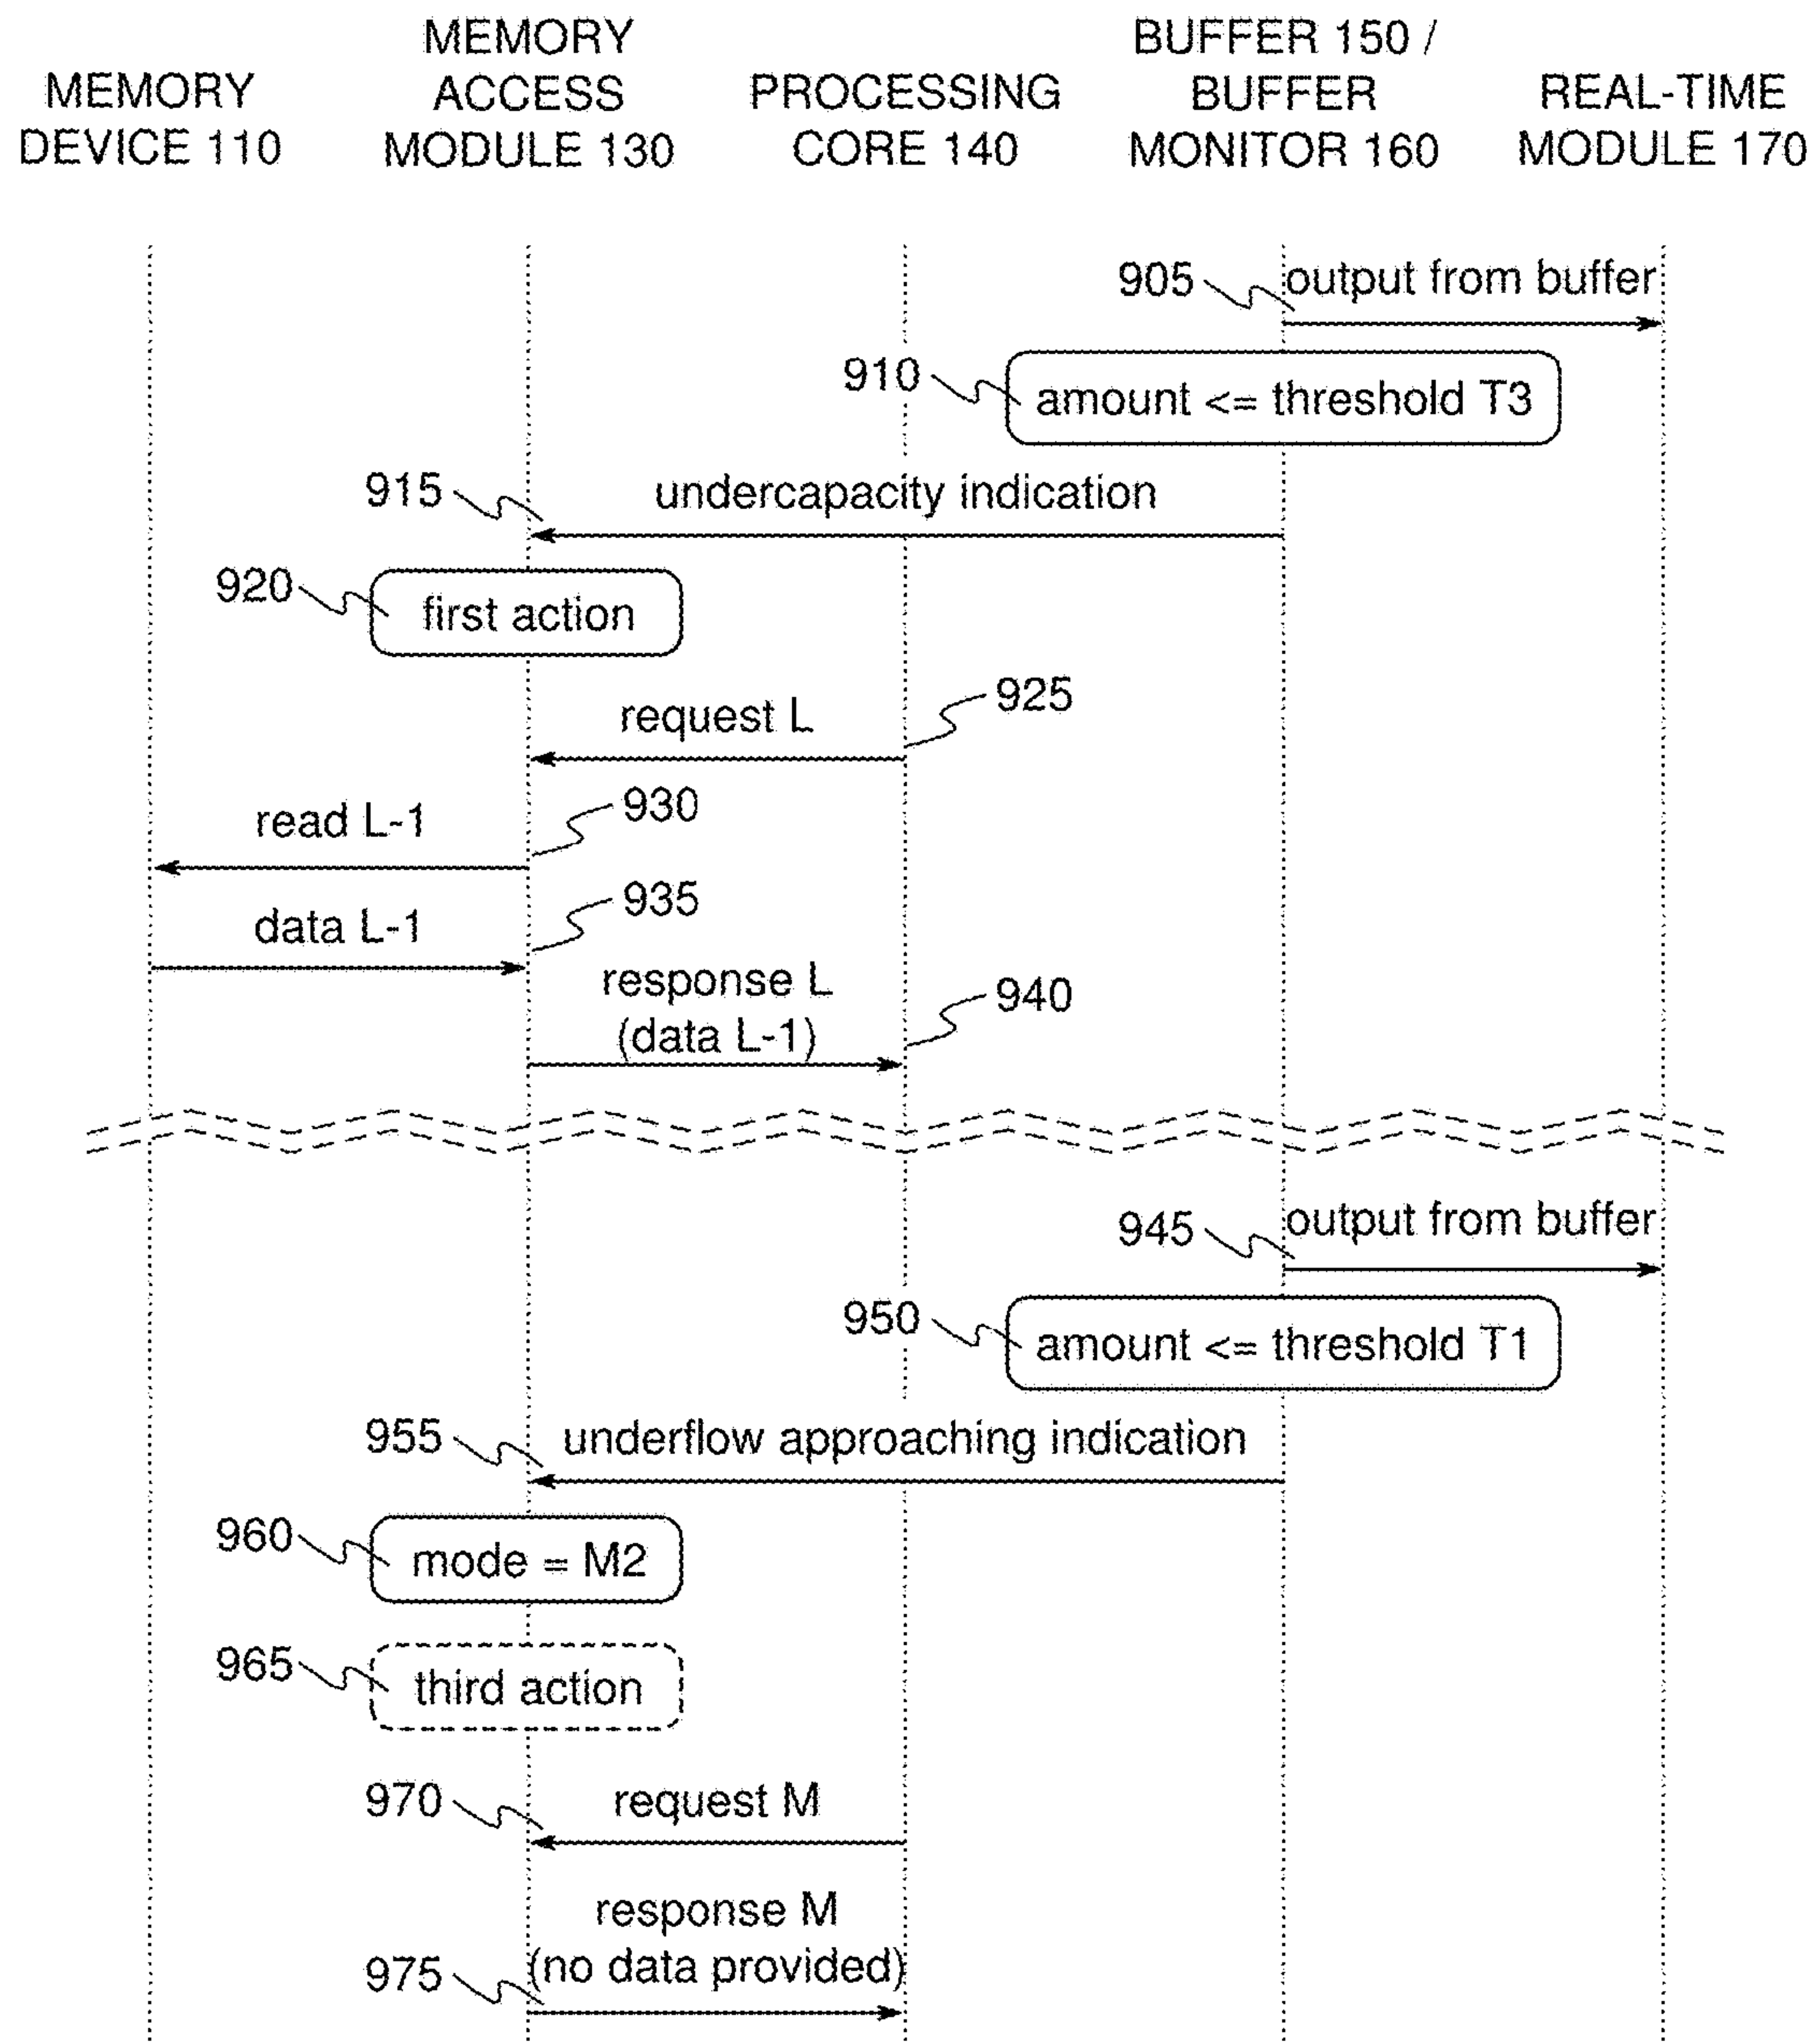 MEMORY
DEVICE 110
MEMORY
ACCESS
MODULE 130
PROCESSING
CORE 140
BUFFER 150 /
BUFFER
MONITOR 160
REAL-TIME
MODULE 170
905
output from buffer
910
amount <= threshold T3
915
undercapacity indication
920
first action
925
request L
930
read L-1
935
data L-1
940
response L
(data L-1)
945
output from buffer
950
amount <= threshold T1
955
underflow approaching indication
960
mode = M2
965
third action
970
request M
975
response M
(no data provided)